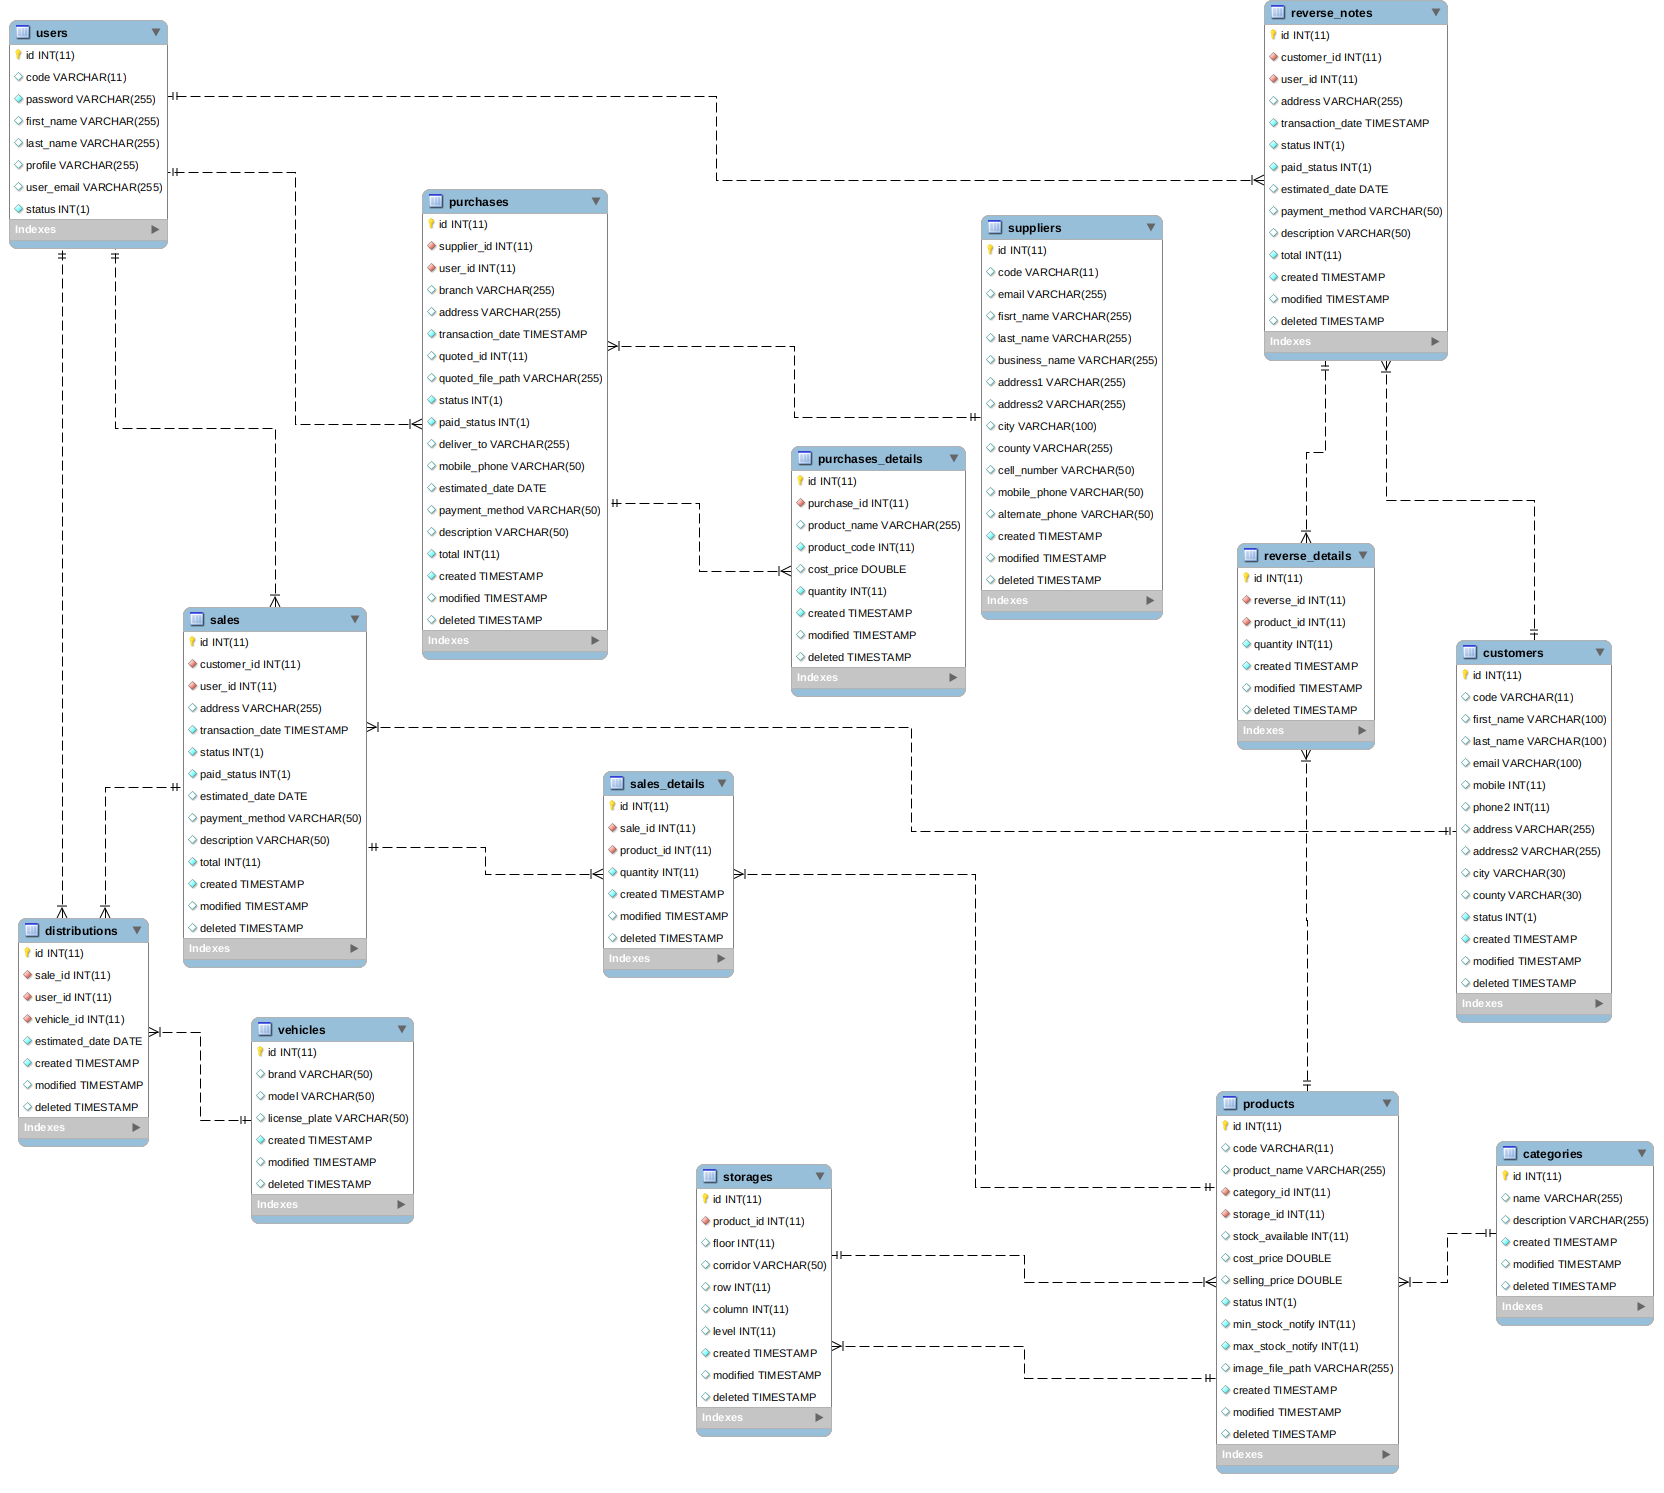 users
id INT(11)
code VARCHAR(11)
password VARCHAR(255)
first_name VARCHAR(255)
last_name VARCHAR(255)
profile VARCHAR(255)
user_email VARCHAR(255)
status INT(1)
Indexes
purchases
id INT(11)
supplier_id INT(11)
user_id INT(11)
branch VARCHAR(255)
address VARCHAR(255)
transaction_date TIMESTAMP
quoted_id INT(11)
quoted_file_path VARCHAR(255)
status INT(1)
paid_status INT(1)
deliver_to VARCHAR(255)
mobile_phone VARCHAR(50)
estimated_date DATE
payment_method VARCHAR(50)
description VARCHAR(50)
total INT(11)
created TIMESTAMP
modified TIMESTAMP
deleted TIMESTAMP
Indexes
suppliers
id INT(11)
code VARCHAR(11)
email VARCHAR(255)
fisrt_name VARCHAR(255)
last_name VARCHAR(255)
business_name VARCHAR(255)
address1 VARCHAR(255)
address2 VARCHAR(255)
city VARCHAR(100)
county VARCHAR(255)
cell_number VARCHAR(50)
mobile_phone VARCHAR(50)
alternate_phone VARCHAR(50)
created TIMESTAMP
modified TIMESTAMP
deleted TIMESTAMP
Indexes
reverse_notes
id INT(11)
customer_id INT(11)
user_id INT(11)
address VARCHAR(255)
transaction_date TIMESTAMP
status INT(1)
paid_status INT(1)
estimated_date DATE
payment_method VARCHAR(50)
description VARCHAR(50)
total INT(11)
created TIMESTAMP
modified TIMESTAMP
deleted TIMESTAMP
Indexes
purchases_details
id INT(11)
purchase_id INT(11)
product_name VARCHAR(255)
product_code INT(11)
cost_price DOUBLE
quantity INT(11)
created TIMESTAMP
modified TIMESTAMP
deleted TIMESTAMP
Indexes
reverse_details
id INT(11)
reverse_id INT(11)
product_id INT(11)
quantity INT(11)
created TIMESTAMP
modified TIMESTAMP
deleted TIMESTAMP
Indexes
sales
id INT(11)
customer_id INT(11)
user_id INT(11)
address VARCHAR(255)
transaction_date TIMESTAMP
status INT(1)
paid_status INT(1)
estimated_date DATE
payment_method VARCHAR(50)
description VARCHAR(50)
total INT(11)
created TIMESTAMP
modified TIMESTAMP
deleted TIMESTAMP
Indexes
customers
id INT(11)
code VARCHAR(11)
first_name VARCHAR(100)
last_name VARCHAR(100)
email VARCHAR(100)
mobile INT(11)
phone2 INT(11)
address VARCHAR(255)
address2 VARCHAR(255)
city VARCHAR(30)
county VARCHAR(30)
status INT(1)
created TIMESTAMP
modified TIMESTAMP
deleted TIMESTAMP
Indexes
sales_details
id INT(11)
sale_id INT(11)
product_id INT(11)
quantity INT(11)
created TIMESTAMP
modified TIMESTAMP
deleted TIMESTAMP
Indexes
distributions
id INT(11)
sale_id INT(11)
user_id INT(11)
vehicle_id INT(11)
estimated_date DATE
created TIMESTAMP
modified TIMESTAMP
deleted TIMESTAMP
Indexes
vehicles
id INT(11)
brand VARCHAR(50)
model VARCHAR(50)
license_plate VARCHAR(50)
created TIMESTAMP
modified TIMESTAMP
deleted TIMESTAMP
Indexes
storages
id INT(11)
product_id INT(11)
floor INT(11)
corridor VARCHAR(50)
row INT(11)
column INT(11)
level INT(11)
created TIMESTAMP
modified TIMESTAMP
deleted TIMESTAMP
Indexes
products
id INT(11)
code VARCHAR(11)
product_name VARCHAR(255)
category_id INT(11)
storage_id INT(11)
stock_available INT(11)
cost_price DOUBLE
selling_price DOUBLE
status INT(1)
min_stock_notify INT(11)
max_stock_notify INT(11)
image_file_path VARCHAR(255)
created TIMESTAMP
modified TIMESTAMP
deleted TIMESTAMP
Indexes
categories
id INT(11)
name VARCHAR(255)
description VARCHAR(255)
created TIMESTAMP
modified TIMESTAMP
deleted TIMESTAMP
Indexes